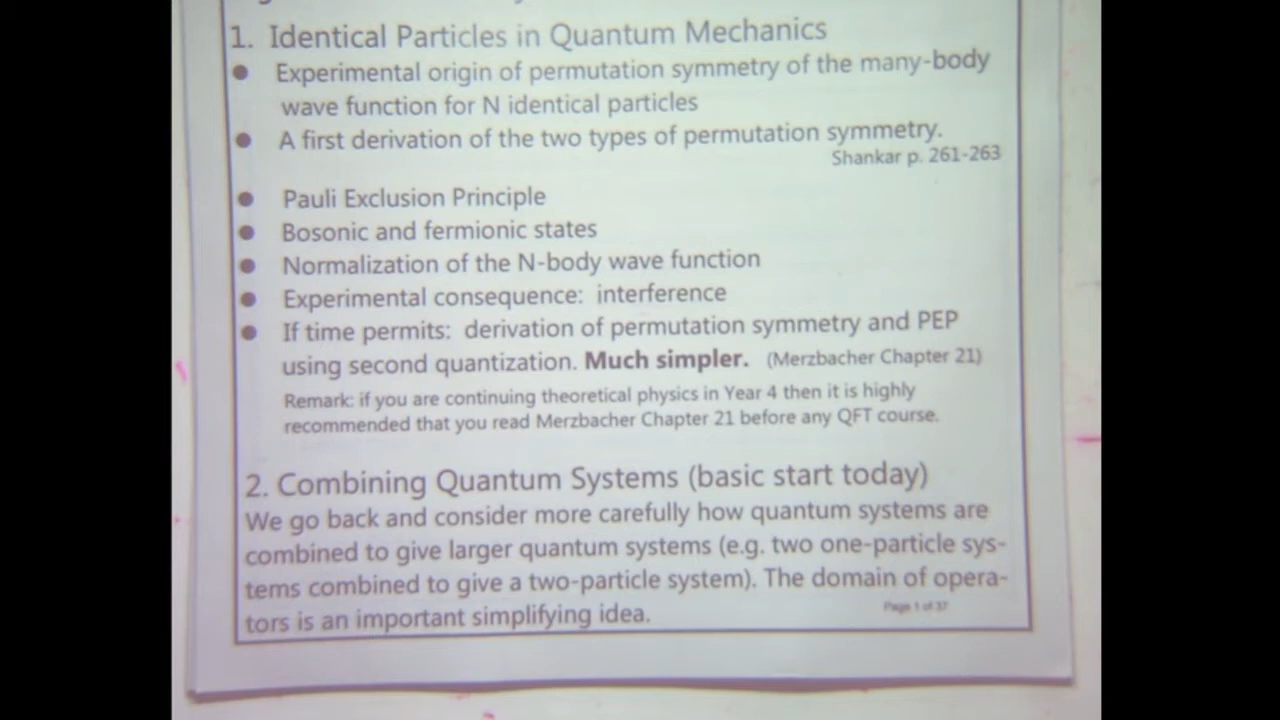 1. Identical Particles in Quantum Mechanics
● Experimental origin of permutation symmetry of the many-body
wave function for N identical particles
● A first derivation of the two types of permutation symmetry.
Shankar p. 261-263
● Pauli Exclusion Principle
● Bosonic and fermionic states
● Normalization of the N-body wave function
● Experimental consequence: interference
● If time permits: derivation of permutation symmetry and PEP
using second quantization. Much simpler. (Merzbacher Chapter 21)
Remark: if you are continuing theoretical physics in Year 4 then it is highly
recommended that you read Merzbacher Chapter 21 before any QFT course.
2. Combining Quantum Systems (basic start today)
We go back and consider more carefully how quantum systems are
combined to give larger quantum systems (e.g. two one-particle sys-
tems combined to give a two-particle system). The domain of opera-
tors is an important simplifying idea.
Page 1 of 37